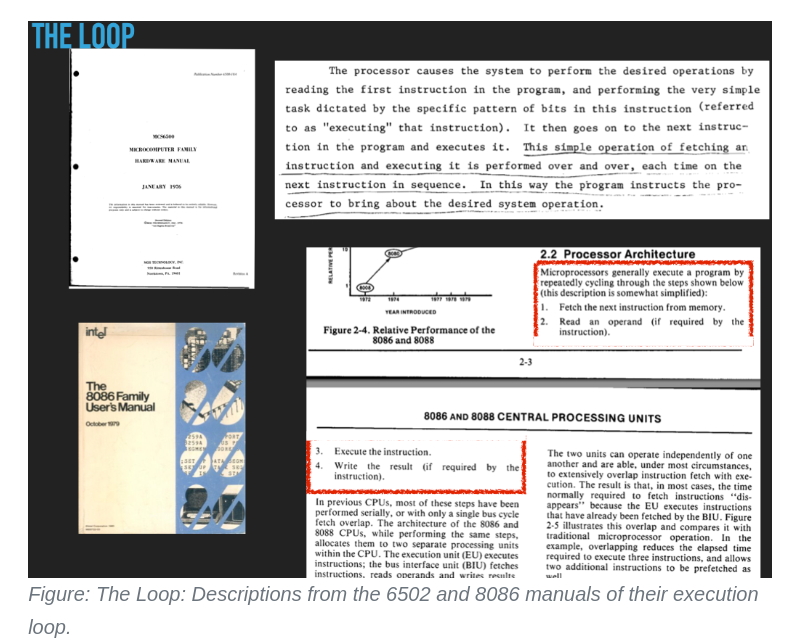 THE LOOP
MCS6500
MICROCOMPUTER FAMILY
HARDWARE MANUAL
JANUARY 1976
MOS TECHNOLOGY, INC.
The processor causes the system to perform the desired operations by
reading the first instruction in the program, and performing the very simple
task dictated by the specific pattern of bits in this instruction (referred
to as "executing" that instruction). It then goes on to the next instruc-
tion in the program and executes it. This simple operation of fetching an
instruction and executing it is performed over and over, each time on the
next instruction in sequence. In this way the program instructs the pro-
cessor to bring about the desired system operation.
intel
The
8086 Family
User's Manual
October 1979
RELATIVE PER
10
1
8080
8008
1972 1974 1977 1978 1979
YEAR INTRODUCED
Figure 2-4. Relative Performance of the
8086 and 8088
2.2 Processor Architecture
Microprocessors generally execute a program by
repeatedly cycling through the steps shown below
(this description is somewhat simplified):
1. Fetch the next instruction from memory.
2. Read an operand (if required by the
instruction).
2-3
8086 AND 8088 CENTRAL PROCESSING UNITS
3. Execute the instruction.
4. Write the result (if required by the
instruction).
In previous CPUs, most of these steps have been
performed serially, or with only a single bus cycle
fetch overlap. The architecture of the 8086 and
8088 CPUs, while performing the same steps,
allocates them to two separate processing units
within the CPU. The execution unit (EU) executes
instructions; the bus interface unit (BIU) fetches
instructions, reads operands and writes results.
The two units can operate independently of one
another and are able, under most circumstances,
to extensively overlap instruction fetch with exe-
cution. The result is that, in most cases, the time
normally required to fetch instructions "dis-
appears" because the EU executes instructions
that have already been fetched by the BIU. Figure
2-5 illustrates this overlap and compares it with
traditional microprocessor operation. In the
example, overlapping reduces the elapsed time
required to execute three instructions, and allows
two additional instructions to be prefetched as
well.
Figure: The Loop: Descriptions from the 6502 and 8086 manuals of their execution
loop.